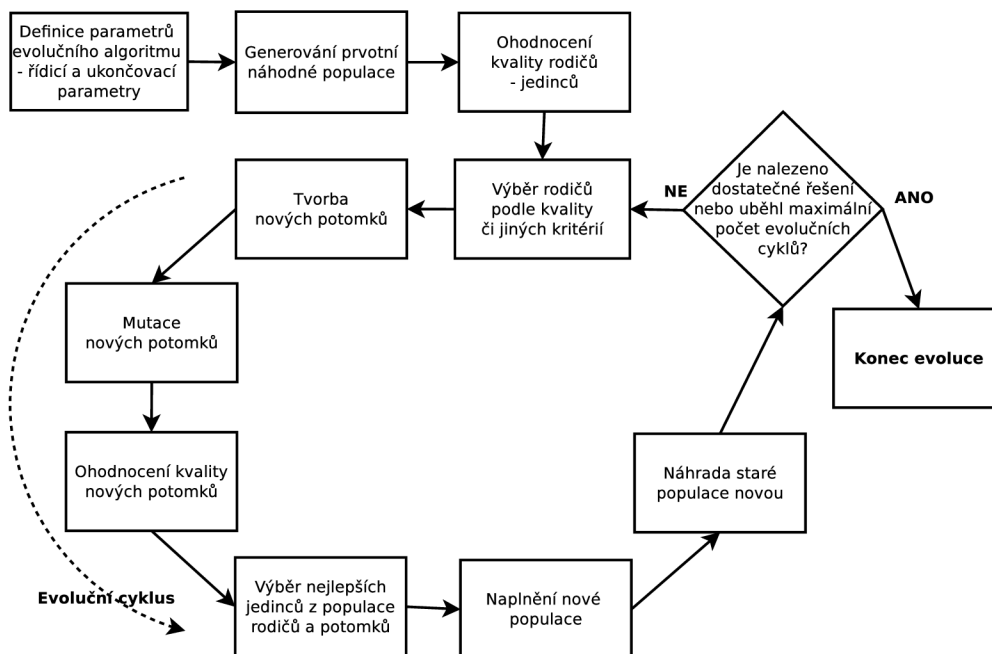 Definice parametrů
evolučního algoritmu
- řídicí a ukončovací
parametry
Generování prvotní
náhodné populace
Ohodnocení
kvality rodičů
- jedinců
Výběr rodičů
podle kvality
či jiných kritérií
Tvorba
nových potomků
Mutace
nových potomků
Ohodnocení kvality
nových potomků
Evoluční cyklus
Výběr nejlepších
jedinců z populace
rodičů a potomků
Naplnění nové
populace
Náhrada staré
populace novou
Je nalezeno
dostatečné řešení
nebo uběhl maximální
počet evolučních
cyklů?
NE
ANO
Konec evoluce